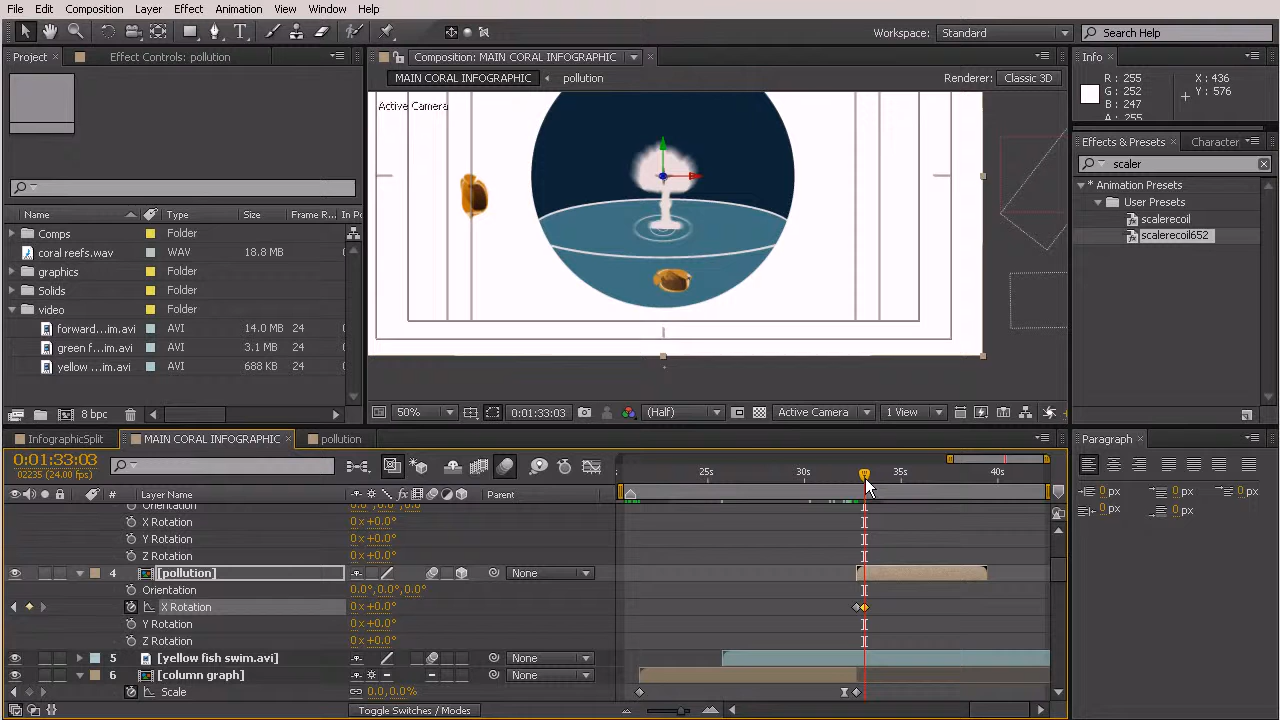 File Edit Composition Layer Effect Animation View Window Help
Workspace: Standard Search Help
Project Effect Controls: pollution
Composition: MAIN CORAL INFOGRAPHIC
Info
MAIN CORAL INFOGRAPHIC pollution
Renderer: Classic 3D
R : 255 X : 436
G : 252 Y : 576
B : 247
A : 255
Active Camera
Effects & Presets Character
scaler
* Animation Presets
User Presets
scalerecoil
scalerecoil652
Name Type Size Frame R... In Po
Comps Folder
coral reefs.wav WAV 18.8 MB
graphics Folder
Solids Folder
video Folder
forward...im.avi AVI 14.0 MB 24
green f...im.avi AVI 3.1 MB 24
yellow ...im.avi AVI 688 KB 24
8 bpc
50% 0:01:33:03 (Half) Active Camera 1 View
InfographicSplit MAIN CORAL INFOGRAPHIC pollution
Paragraph
0:01:33:03
02235 (24.00 fps)
25s 30s 35s 40s
0 px 0 px 0 px
0 px 0 px
# Layer Name Parent
Orientation 0.0°,0.0°,0.0°
X Rotation 0x+0.0°
Y Rotation 0x+0.0°
Z Rotation 0x+0.0°
4 [pollution] None
Orientation 0.0°,0.0°,0.0°
X Rotation 0x+0.0°
Y Rotation 0x+0.0°
Z Rotation 0x+0.0°
5 [yellow fish swim.avi] None
6 [column graph] None
Scale 0.0,0.0%
Toggle Switches / Modes